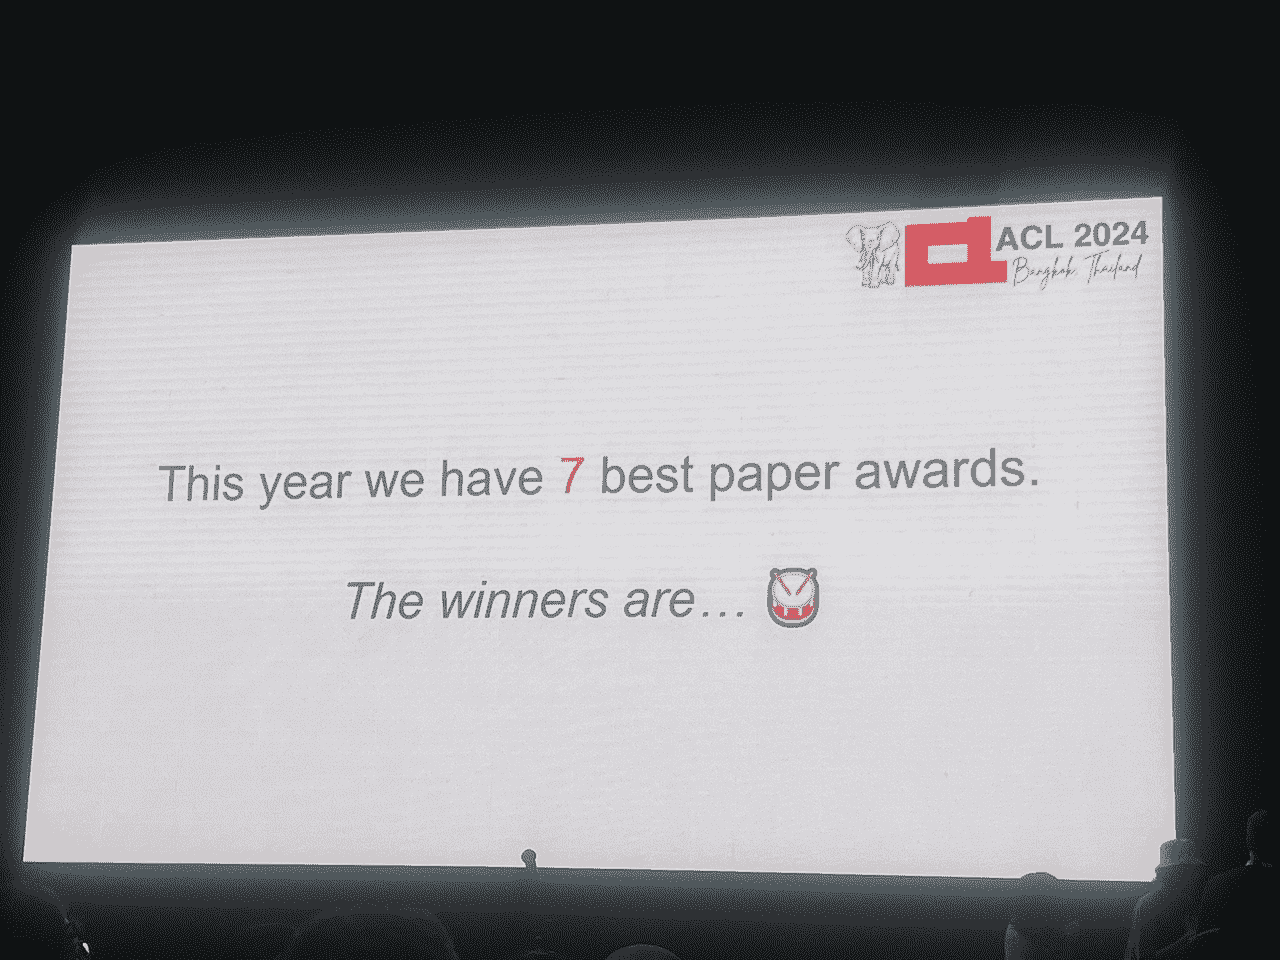 ACL 2024
Bangkok, Thailand
This year we have 7 best paper awards.
The winners are...